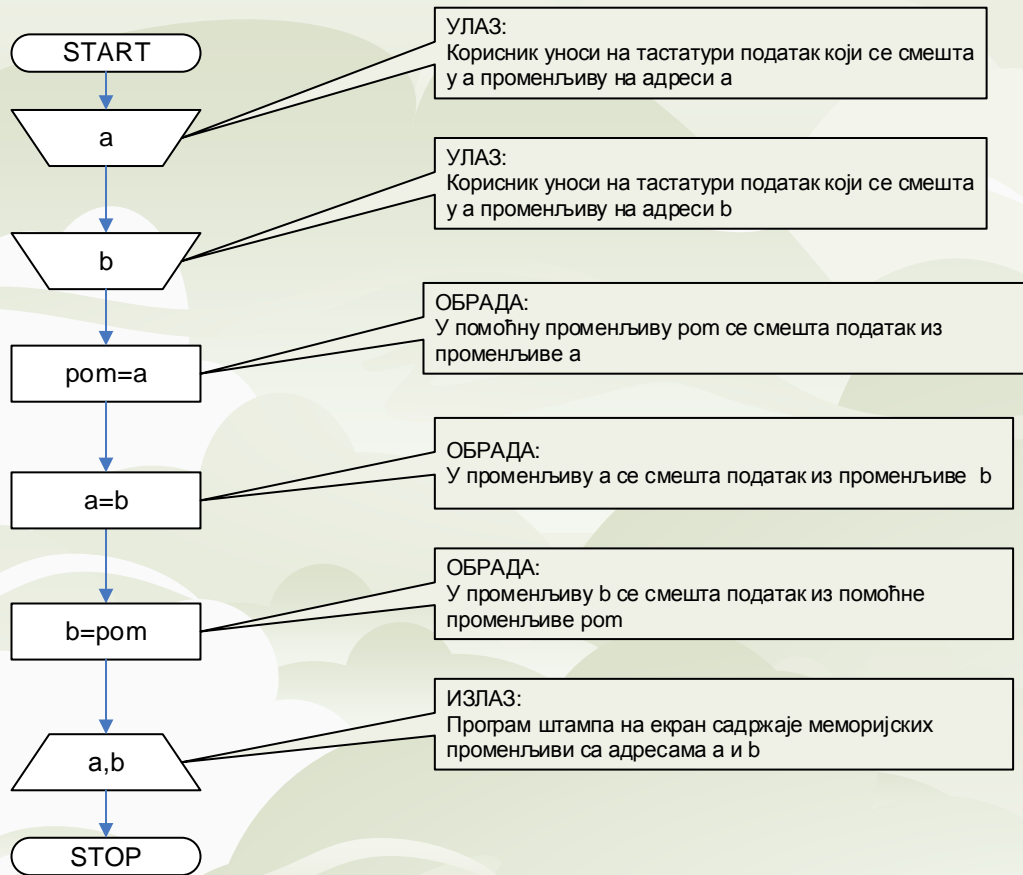 START
УЛАЗ:
Корисник уноси на тастатури податак који се смешта
у а променљиву на адреси а
a
УЛАЗ:
Корисник уноси на тастатури податак који се смешта
у а променљиву на адреси b
b
ОБРАДА:
У помоћну променљиву pom се смешта податак из
променљиве а
pom=a
ОБРАДА:
У променљиву а се смешта податак из променљиве b
a=b
ОБРАДА:
У променљиву b се смешта податак из помоћне
променљиве pom
b=pom
ИЗЛАЗ:
Програм штампа на екран садржаје меморијских
променљиви са адресама а и b
a,b
STOP